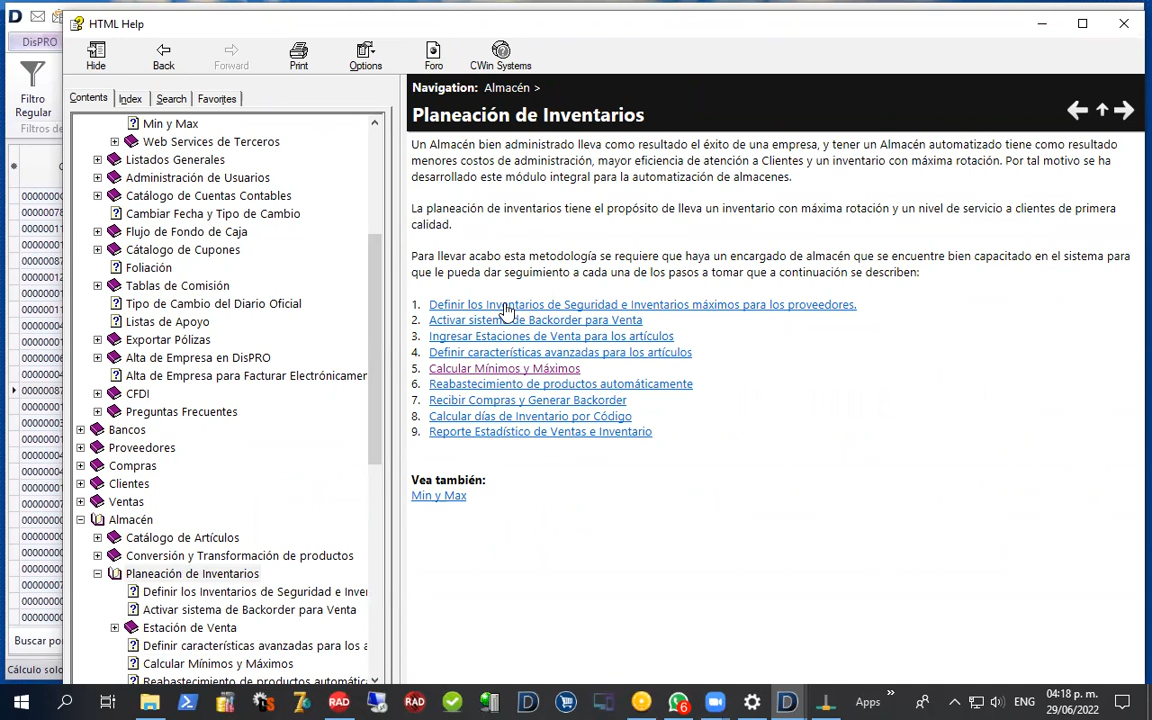 HTML Help
DisPRO
Hide
Back
Forward
Print
Options
Foro
CWin Systems
Filtro
Regular
Filtros de
Contents
Index
Search
Favorites
Min y Max
Web Services de Terceros
Listados Generales
Administración de Usuarios
Catálogo de Cuentas Contables
Cambiar Fecha y Tipo de Cambio
Flujo de Fondo de Caja
Cátalogo de Cupones
Foliación
Tablas de Comisión
Tipo de Cambio del Diario Oficial
Listas de Apoyo
Exportar Pólizas
Alta de Empresa en DisPRO
Alta de Empresa para Facturar Electrónicamer
CFDI
Preguntas Frecuentes
Bancos
Proveedores
Compras
Clientes
Ventas
Almacén
Catálogo de Artículos
Conversión y Transformación de productos
Planeación de Inventarios
Definir los Inventarios de Seguridad e Inver
Activar sistema de Backorder para Venta
Estación de Venta
Definir características avanzadas para los a
Calcular Mínimos y Máximos
Reabastecimiento de productos automática
Navigation: Almacén >
Planeación de Inventarios
Un Almacén bien administrado lleva como resultado el éxito de una empresa, y tener un Almacén automatizado tiene como resultado
menores costos de administración, mayor eficiencia de atención a Clientes y un inventario con máxima rotación. Por tal motivo se ha
desarrollado este módulo integral para la automatización de almacenes.
La planeación de inventarios tiene el propósito de lleva un inventario con máxima rotación y un nivel de servicio a clientes de primera
calidad.
Para llevar acabo esta metodología se requiere que haya un encargado de almacén que se encuentre bien capacitado en el sistema para
que le pueda dar seguimiento a cada una de los pasos a tomar que a continuación se describen:
1. Definir los Inventarios de Seguridad e Inventarios máximos para los proveedores.
2. Activar sistema de Backorder para Venta
3. Ingresar Estaciones de Venta para los artículos
4. Definir características avanzadas para los artículos
5. Calcular Mínimos y Máximos
6. Reabastecimiento de productos automáticamente
7. Recibir Compras y Generar Backorder
8. Calcular días de Inventario por Código
9. Reporte Estadístico de Ventas e Inventario
Vea también:
Min y Max
Buscar po
Cálculo solo
Apps
ENG
04:18 p. m.
29/06/2022